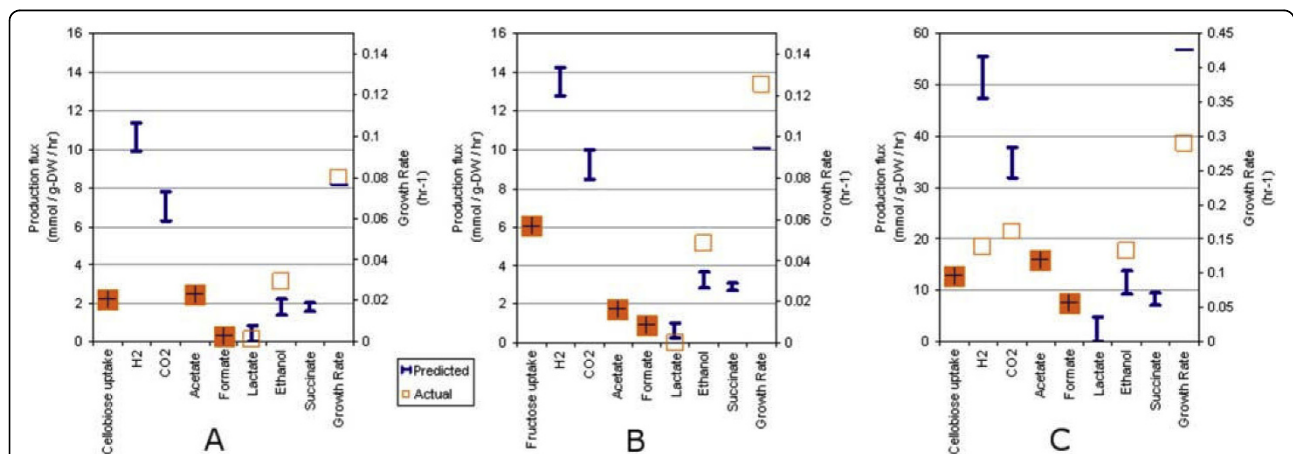 16
14
12
10
8
6
4
2
0
Production flux
(mmol / g-DW / hr)
0.14
0.12
0.1
0.08
0.06
0.04
0.02
0
Growth Rate
(hr-1)
Cellobiose uptake
H2
CO2
Acetate
Formate
Lactate
Ethanol
Succinate
Growth Rate
A
Predicted
Actual
16
14
12
10
8
6
4
2
0
Production flux
(mmol / g-DW / hr)
0.14
0.12
0.1
0.08
0.06
0.04
0.02
0
Growth Rate
(hr-1)
Fructose uptake
H2
CO2
Acetate
Formate
Lactate
Ethanol
Succinate
Growth Rate
B
60
50
40
30
20
10
0
Production flux
(mmol / g-DW / hr)
0.45
0.4
0.35
0.3
0.25
0.2
0.15
0.1
0.05
0
Growth Rate
(hr-1)
Cellobiose uptake
H2
CO2
Acetate
Formate
Lactate
Ethanol
Succinate
Growth Rate
C